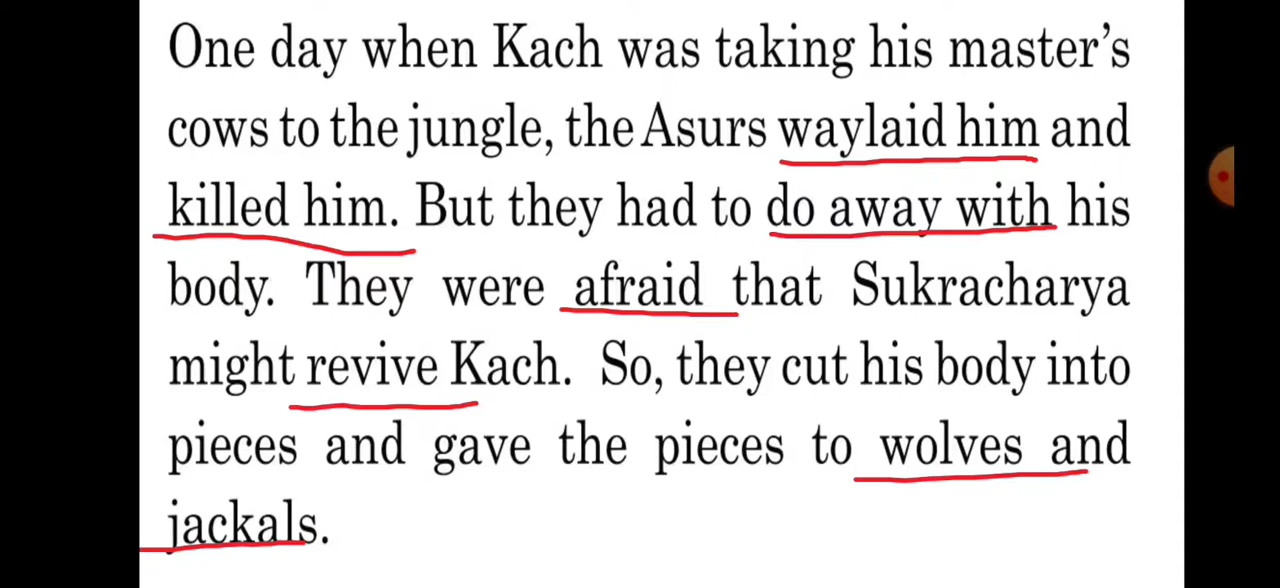 One day when Kach was taking his master's
cows to the jungle, the Asurs waylaid him and
killed him. But they had to do away with his
body. They were afraid that Sukracharya
might revive Kach. So, they cut his body into
pieces and gave the pieces to wolves and
jackals.